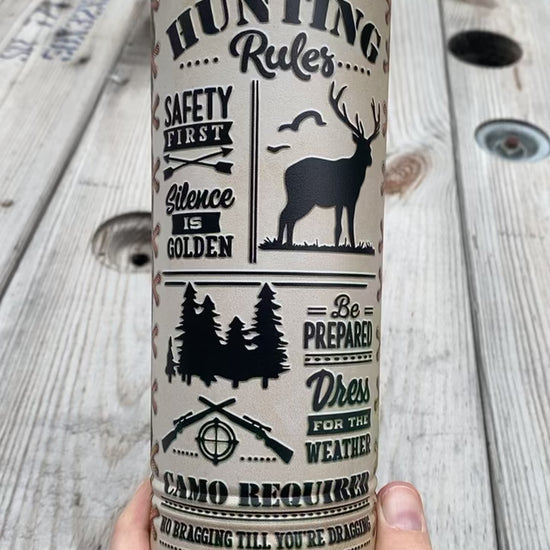 HUNTING
Rules
SAFETY
FIRST
Silence
IS
GOLDEN
Be
PREPARED
Dress
FOR THE
WEATHER
CAMO REQUIRED
NO BRAGGING TILL YOU'RE DRAGGING